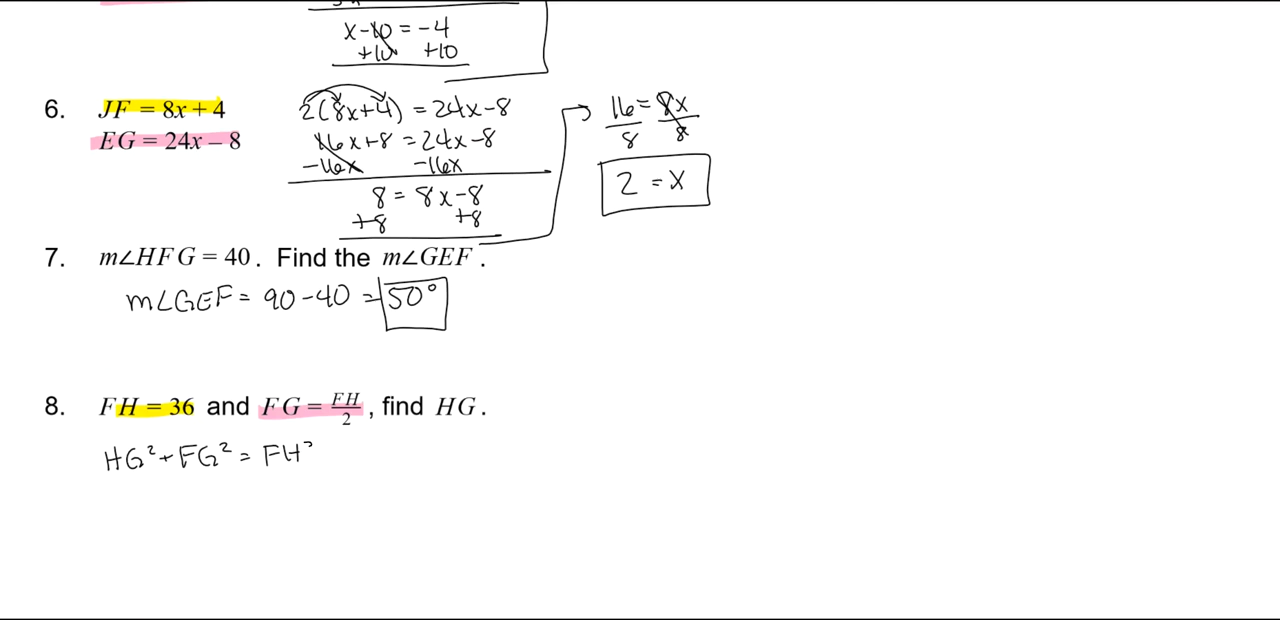 x-10 = -4
+10 +10
6. JF = 8x + 4 2(8x+4) = 24x-8 16 = 8x
8 8
EG = 24x – 8 16x+8 = 24x-8
-16x -16x
2 = x
8 = 8x-8
+8 +8
7. m∠HFG = 40. Find the m∠GEF.
m∠GEF = 90-40 = 50°
8. FH = 36 and FG = FH/2, find HG.
HG²+FG² = FH²